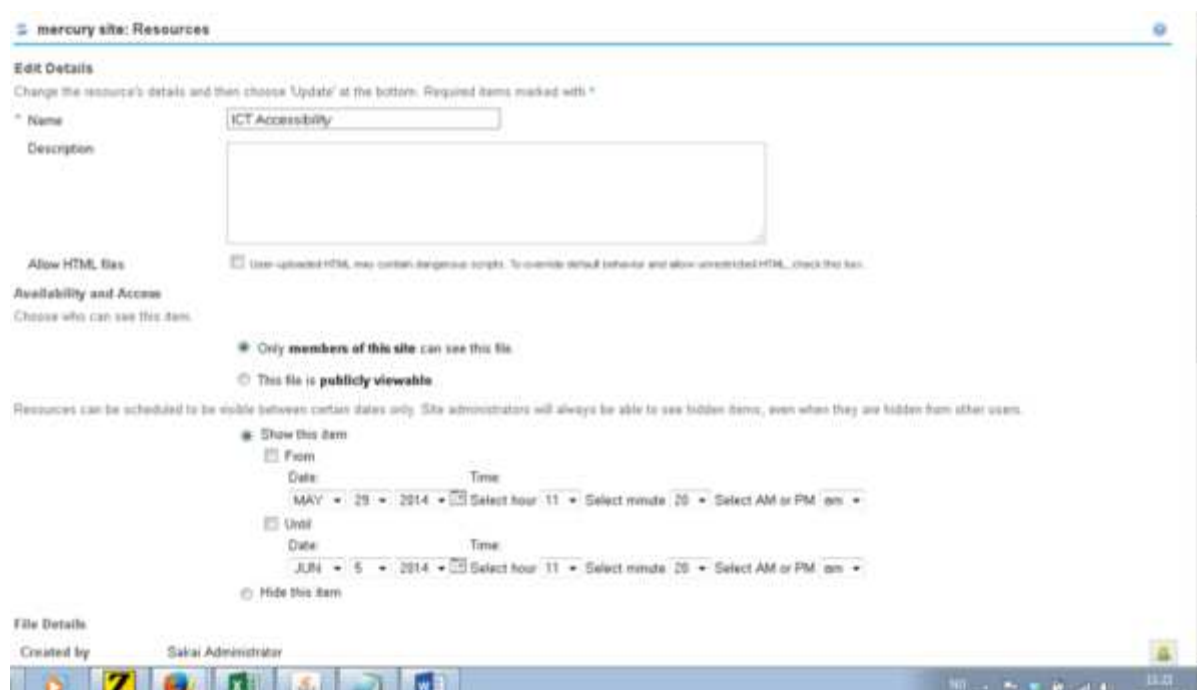 mercury site: Resources
Edit Details
Change the resource's details and then choose 'Update' at the bottom. Required items marked with *
* Name ICT Accessibility
Description
Allow HTML files User-uploaded HTML may contain dangerous scripts. To override default behavior and allow unrestricted HTML, check this box.
Availability and Access
Choose who can see this item.
Only members of this site can see this file.
This file is publicly viewable.
Resources can be scheduled to be visible between certain dates only. Site administrators will always be able to see hidden items, even when they are hidden from other users.
Show this item
From
Date: Time:
MAY 29 2014 Select hour 11 Select minute 20 Select AM or PM am
Until
Date: Time:
JUN 5 2014 Select hour 11 Select minute 20 Select AM or PM am
Hide this item
File Details
Created by Sakai Administrator
NO